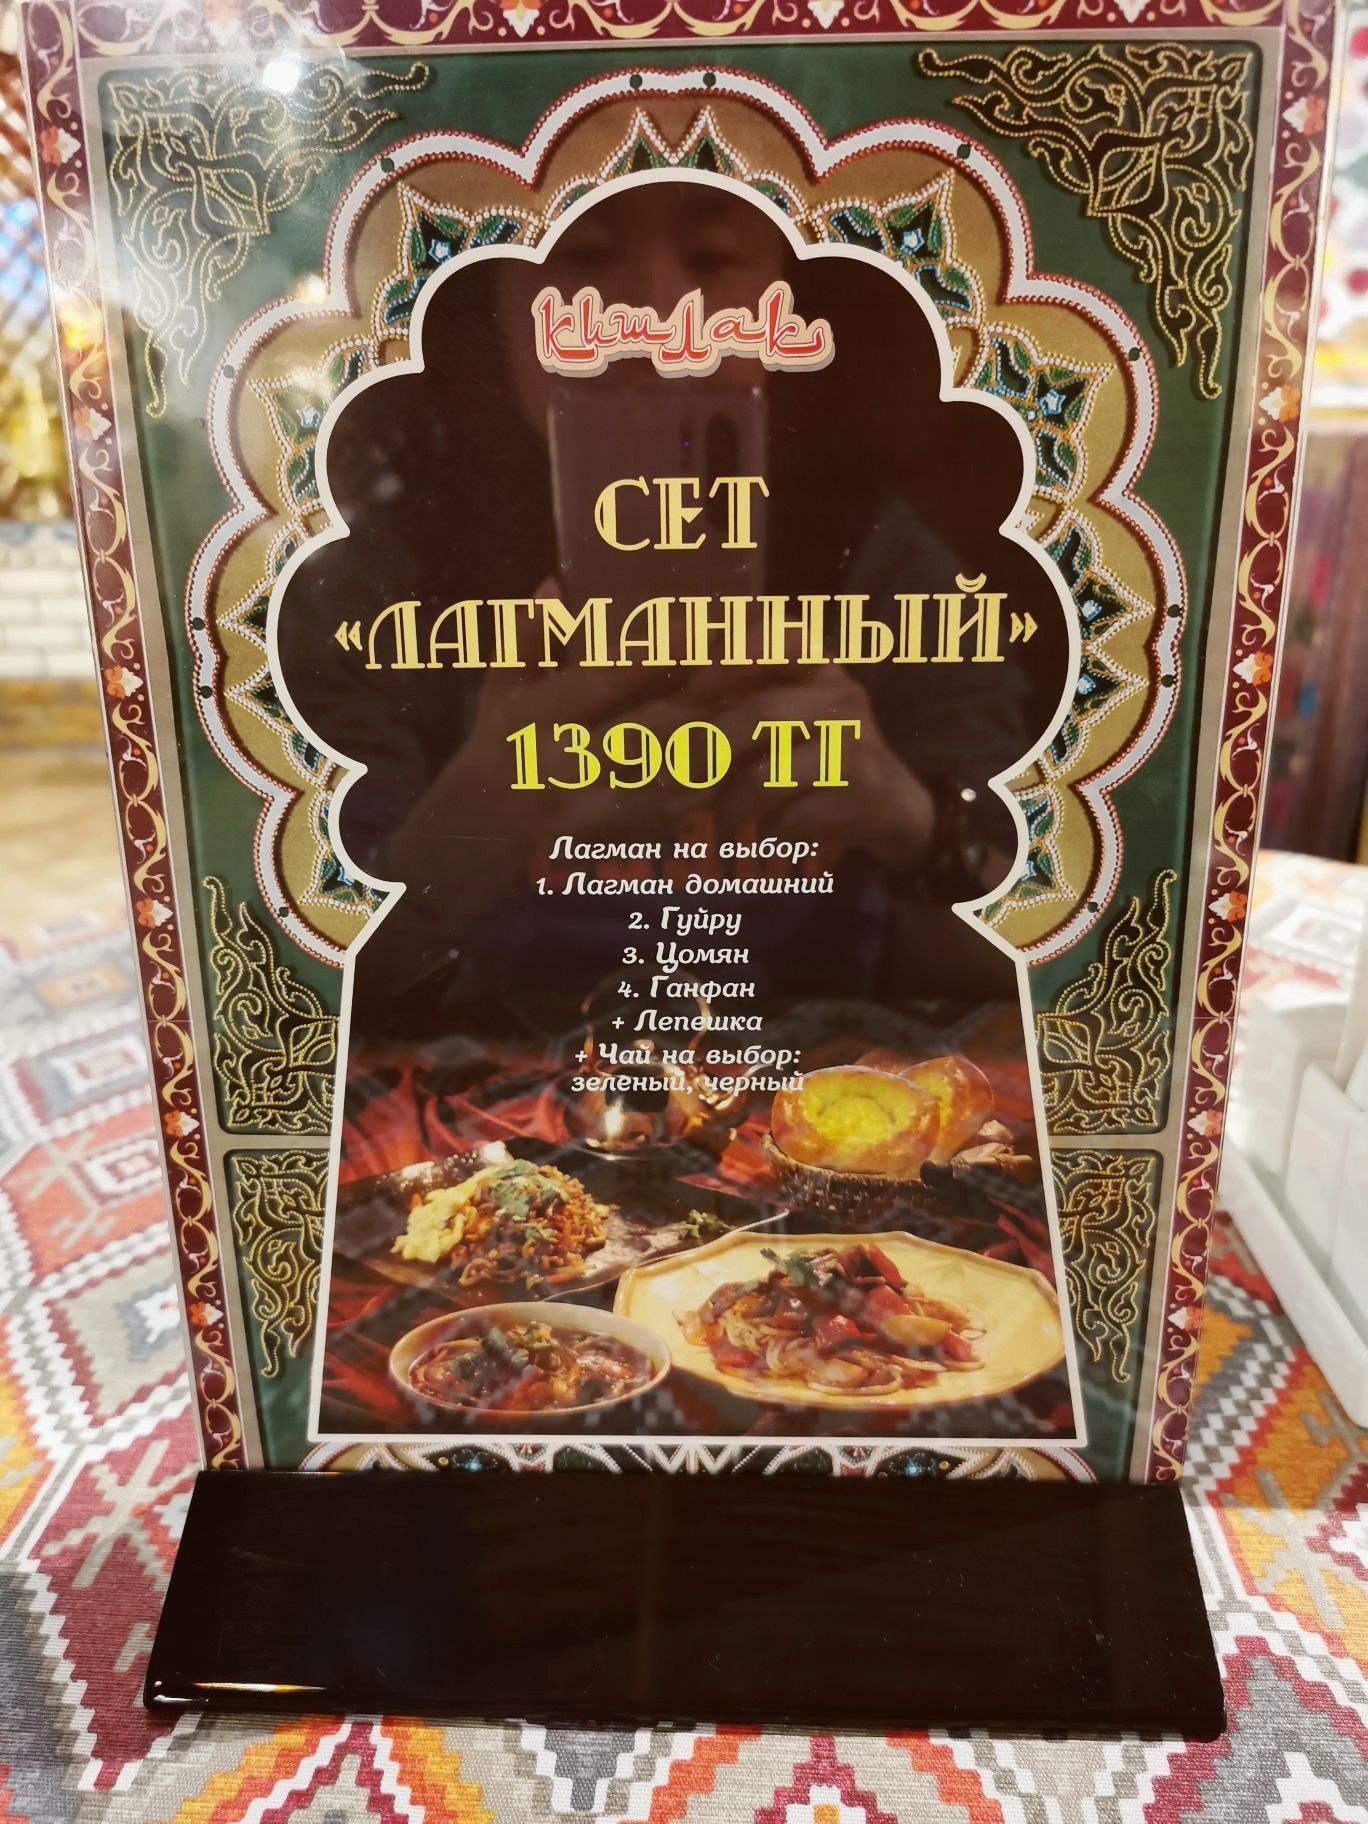 Кишлак
СЕТ
«ЛАГМАННЫЙ»
1390 ТГ
Лагман на выбор:
1. Лагман домашний
2. Гуйру
3. Цомян
4. Ганфан
+ Лепешка
+ Чай на выбор:
зеленый, черный